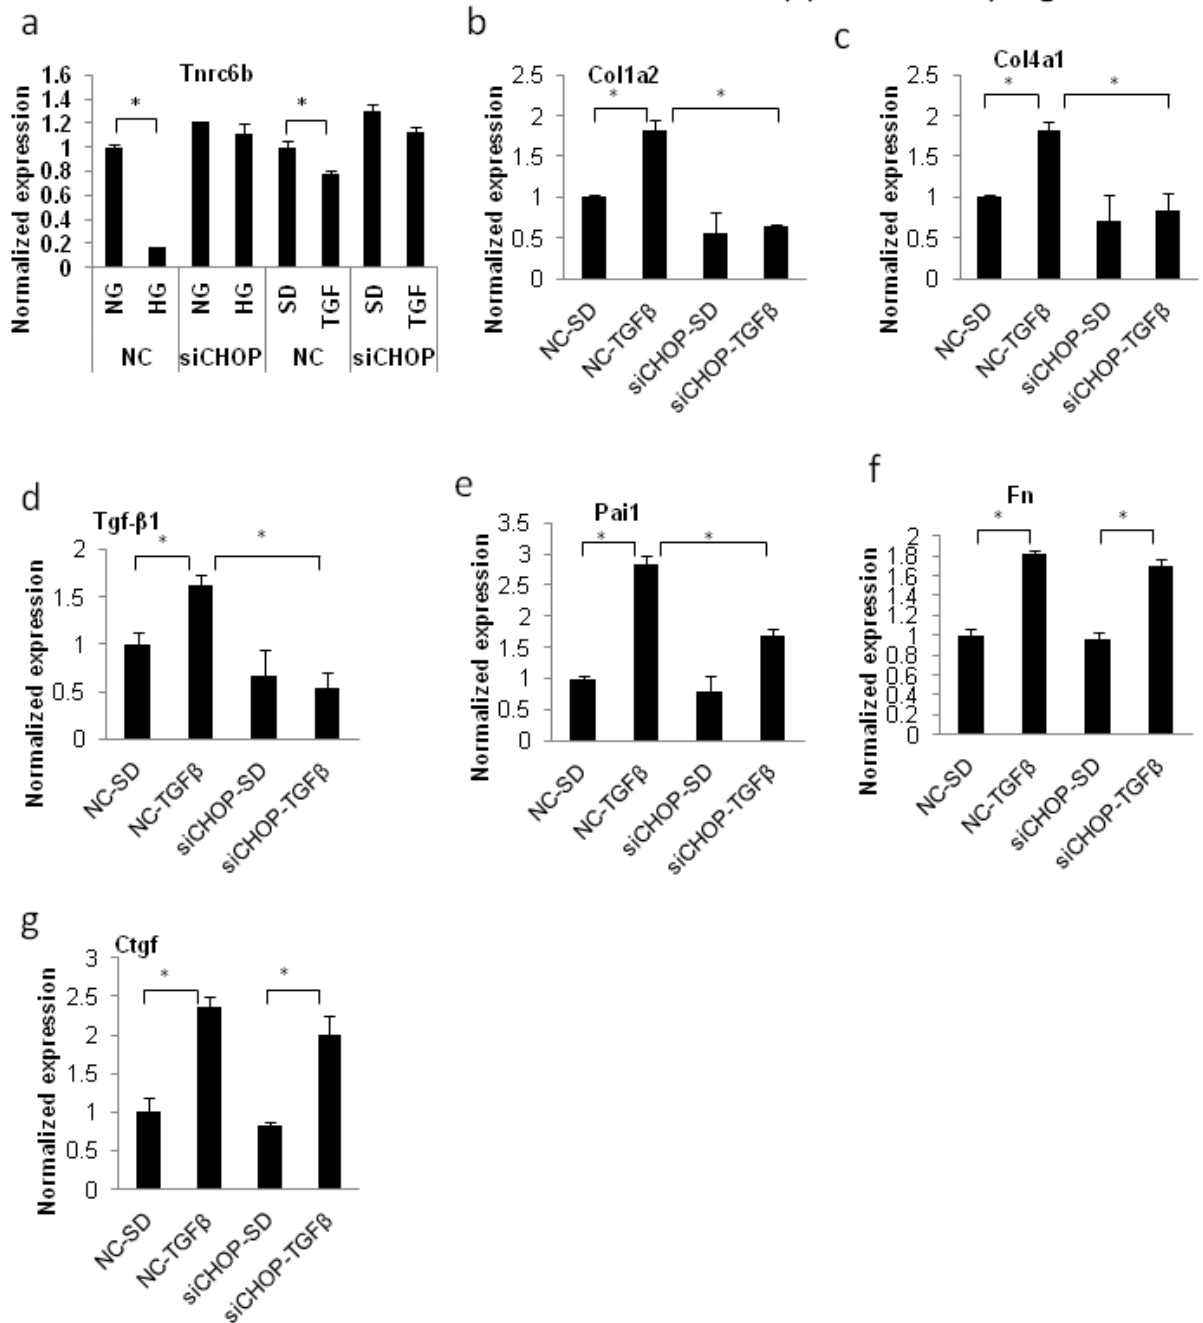 a
Tnrc6b
Normalized expression
1.6
1.4
1.2
1
0.8
0.6
0.4
0.2
0
*
*
NG
HG
NG
HG
SD
TGF
SD
TGF
NC
siCHOP
NC
siCHOP
b
Col1a2
Normalized expression
2.5
2
1.5
1
0.5
0
*
*
NC-SD
NC-TGFβ
siCHOP-SD
siCHOP-TGFβ
c
Col4a1
Normalized expression
2.5
2
1.5
1
0.5
0
*
*
NC-SD
NC-TGFβ
siCHOP-SD
siCHOP-TGFβ
d
Tgf-β1
Normalized expression
2
1.5
1
0.5
0
*
*
NC-SD
NC-TGFβ
siCHOP-SD
siCHOP-TGFβ
e
Pai1
Normalized expression
3.5
3
2.5
2
1.5
1
0.5
0
*
*
NC-SD
NC-TGFβ
siCHOP-SD
siCHOP-TGFβ
f
Fn
Normalized expression
2
1.8
1.6
1.4
1.2
1
0.8
0.6
0.4
0.2
0
*
*
NC-SD
NC-TGFβ
siCHOP-SD
siCHOP-TGFβ
g
Ctgf
Normalized expression
3
2.5
2
1.5
1
0.5
0
*
*
NC-SD
NC-TGFβ
siCHOP-SD
siCHOP-TGFβ